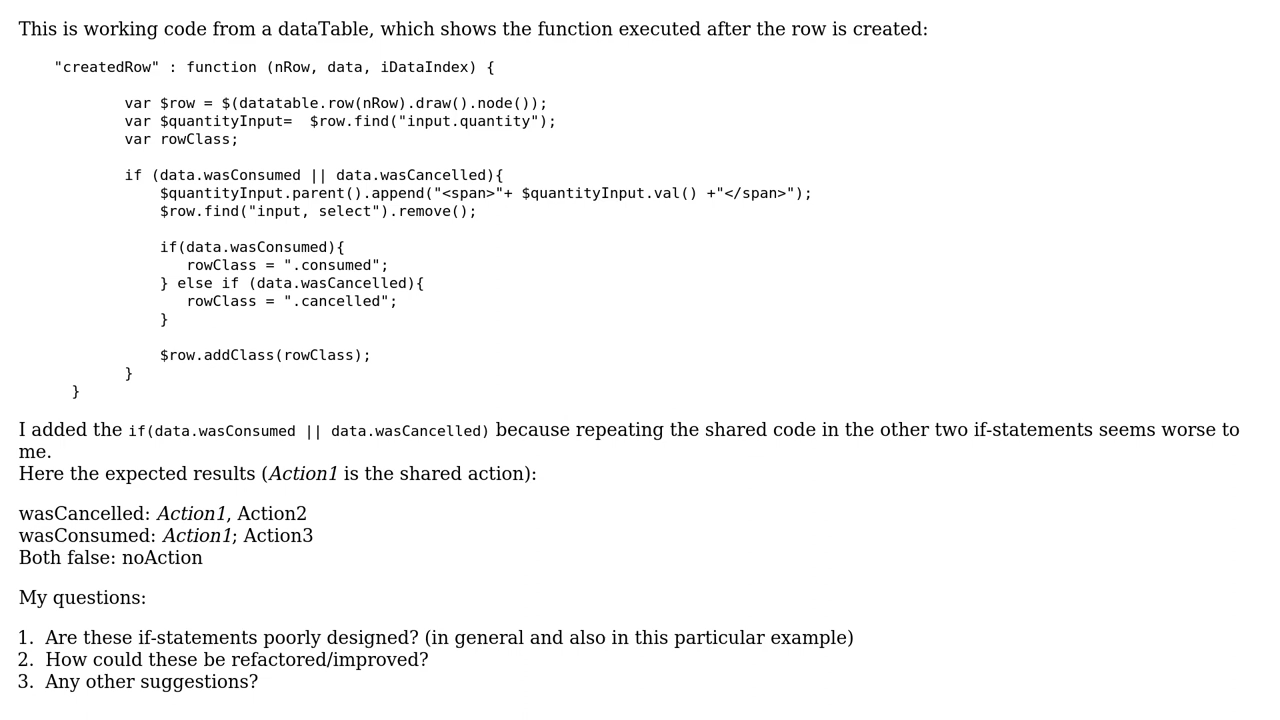 This is working code from a dataTable, which shows the function executed after the row is created:
"createdRow" : function (nRow, data, iDataIndex) {
var $row = $(datatable.row(nRow).draw().node());
var $quantityInput=  $row.find("input.quantity");
var rowClass;
if (data.wasConsumed || data.wasCancelled){
$quantityInput.parent().append("<span>"+ $quantityInput.val() +"</span>");
$row.find("input, select").remove();
if(data.wasConsumed){
rowClass = ".consumed";
} else if (data.wasCancelled){
rowClass = ".cancelled";
}
$row.addClass(rowClass);
}
}
I added the if(data.wasConsumed || data.wasCancelled) because repeating the shared code in the other two if-statements seems worse to
me.
Here the expected results (Action1 is the shared action):
wasCancelled: Action1, Action2
wasConsumed: Action1; Action3
Both false: noAction
My questions:
1. Are these if-statements poorly designed? (in general and also in this particular example)
2. How could these be refactored/improved?
3. Any other suggestions?